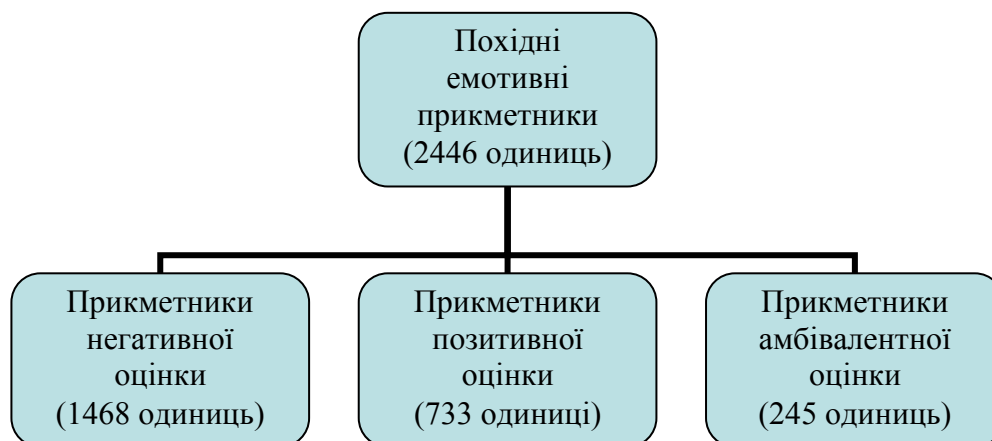 Похідні
емотивні
прикметники
(2446 одиниць)
Прикметники
негативної
оцінки
(1468 одиниць)
Прикметники
позитивної
оцінки
(733 одиниці)
Прикметники
амбівалентної
оцінки
(245 одиниць)